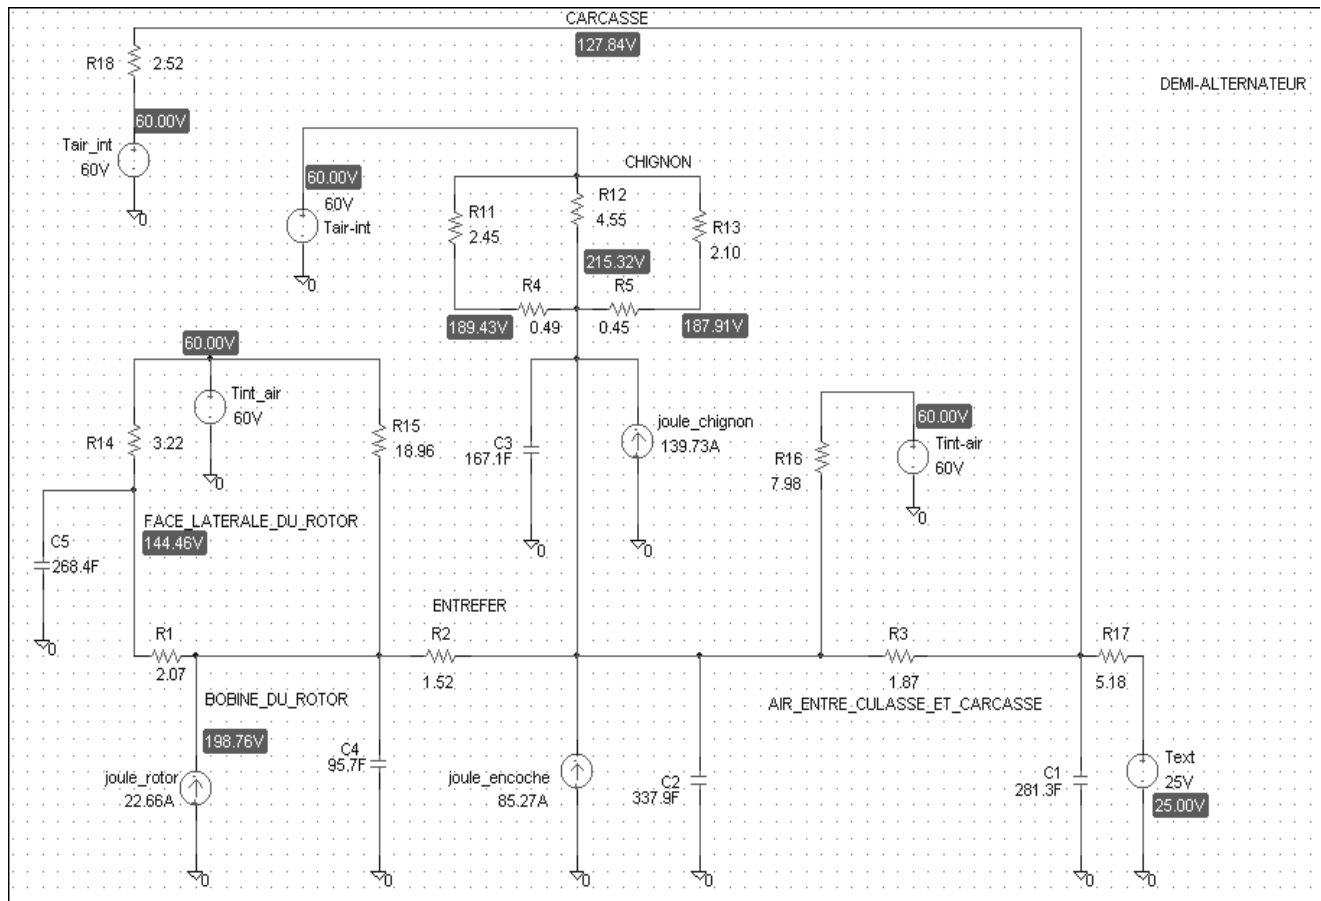 CARCASSE
127.84V
R18 2.52
DEMI-ALTERNATEUR
60.00V
Tair_int
60V
0
CHIGNON
60.00V
60V
Tair-int
0
R11
2.45
R12
4.55
R13
2.10
215.32V
R4
0.49
R5
0.45
189.43V
187.91V
60.00V
Tint_air
60V
0
R14 3.22
R15
18.96
C3
167.1F
0
joule_chignon
139.73A
0
R16
7.98
60.00V
Tint-air
60V
0
FACE_LATERALE_DU_ROTOR
144.46V
C5
268.4F
0
ENTREFER
R1
2.07
R2
1.52
R3
1.87
R17
5.18
BOBINE_DU_ROTOR
AIR_ENTRE_CULASSE_ET_CARCASSE
198.76V
joule_rotor
22.66A
0
C4
95.7F
0
joule_encoche
85.27A
0
C2
337.9F
0
C1
281.3F
0
Text
25V
25.00V
0